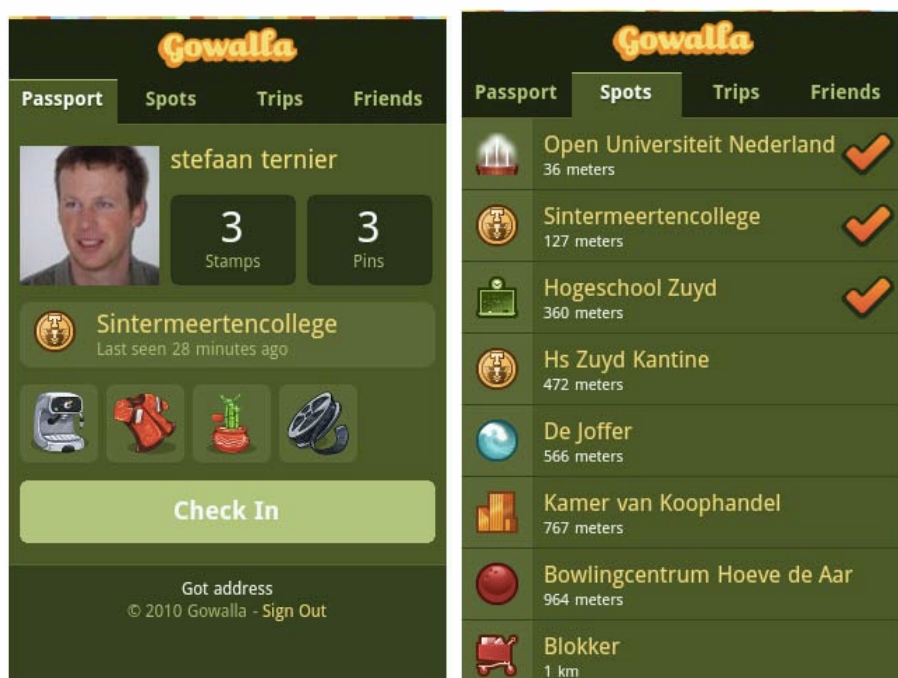 Gowalla
Passport Spots Trips Friends
stefaan ternier
3 3
Stamps Pins
Sintermeertencollege
Last seen 28 minutes ago
Check In
Got address
© 2010 Gowalla - Sign Out
Gowalla
Passport Spots Trips Friends
Open Universiteit Nederland
36 meters
Sintermeertencollege
127 meters
Hogeschool Zuyd
360 meters
Hs Zuyd Kantine
472 meters
De Joffer
566 meters
Kamer van Koophandel
767 meters
Bowlingcentrum Hoeve de Aar
964 meters
Blokker
1 km